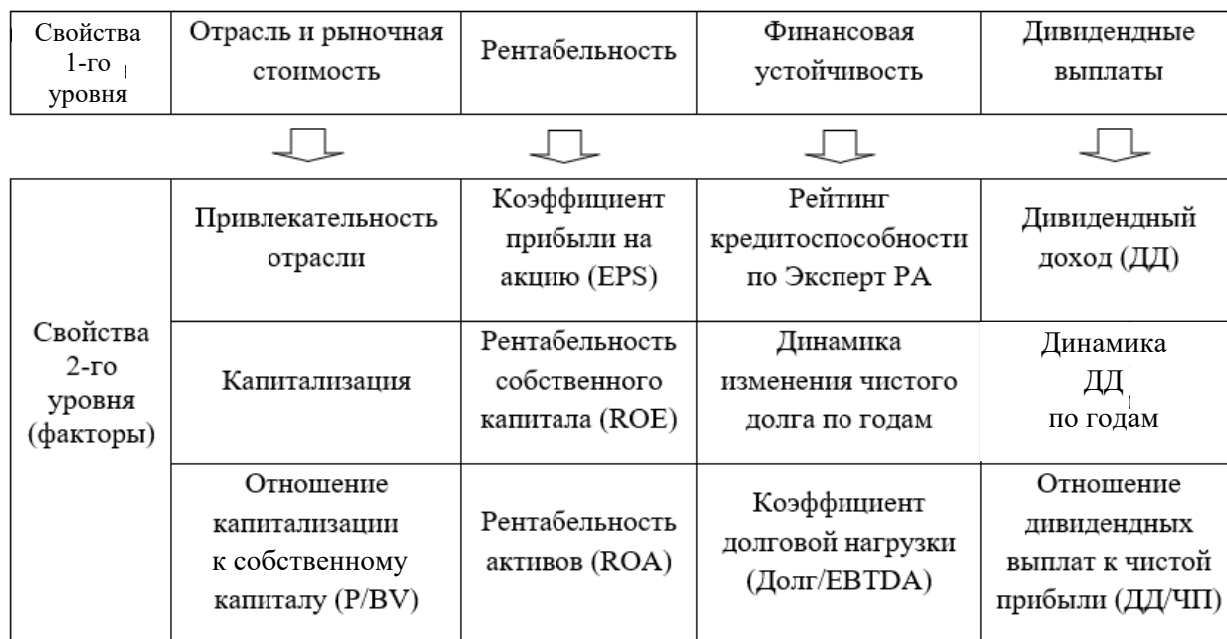 Свойства
1-го
уровня
Отрасль и рыночная
стоимость
Рентабельность
Финансовая
устойчивость
Дивидендные
выплаты
Свойства
2-го
уровня
(факторы)
Привлекательность
отрасли
Коэффициент
прибыли на
акцию (EPS)
Рейтинг
кредитоспособности
по Эксперт РА
Дивидендный
доход (ДД)
Капитализация
Рентабельность
собственного
капитала (ROE)
Динамика
изменения чистого
долга по годам
Динамика
ДД
по годам
Отношение
капитализации
к собственному
капиталу (P/BV)
Рентабельность
активов (ROA)
Коэффициент
долговой нагрузки
(Долг/EBTDA)
Отношение
дивидендных
выплат к чистой
прибыли (ДД/ЧП)